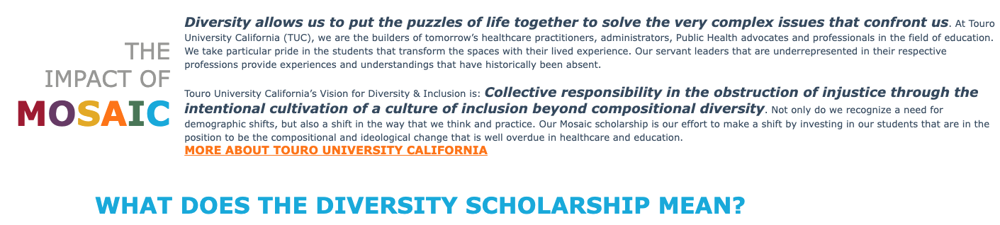 THE
IMPACT OF
MOSAIC
Diversity allows us to put the puzzles of life together to solve the very complex issues that confront us. At Touro
University California (TUC), we are the builders of tomorrow’s healthcare practitioners, administrators, Public Health advocates and professionals in the field of education.
We take particular pride in the students that transform the spaces with their lived experience. Our servant leaders that are underrepresented in their respective
professions provide experiences and understandings that have historically been absent.
Touro University California’s Vision for Diversity & Inclusion is: Collective responsibility in the obstruction of injustice through the
intentional cultivation of a culture of inclusion beyond compositional diversity. Not only do we recognize a need for
demographic shifts, but also a shift in the way that we think and practice. Our Mosaic scholarship is our effort to make a shift by investing in our students that are in the
position to be the compositional and ideological change that is well overdue in healthcare and education.
MORE ABOUT TOURO UNIVERSITY CALIFORNIA
WHAT DOES THE DIVERSITY SCHOLARSHIP MEAN?